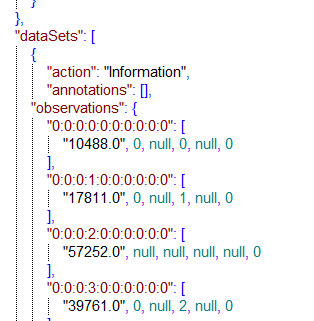 }
},
"dataSets": [
{
"action": "Information",
"annotations": [],
"observations": {
"0:0:0:0:0:0:0:0:0:0": [
"10488.0", 0, null, 0, null, 0
],
"0:0:0:1:0:0:0:0:0:0": [
"17811.0", 0, null, 1, null, 0
],
"0:0:0:2:0:0:0:0:0:0": [
"57252.0", null, null, null, null, 0
],
"0:0:0:3:0:0:0:0:0:0": [
"39761.0", 0, null, 2, null, 0
],